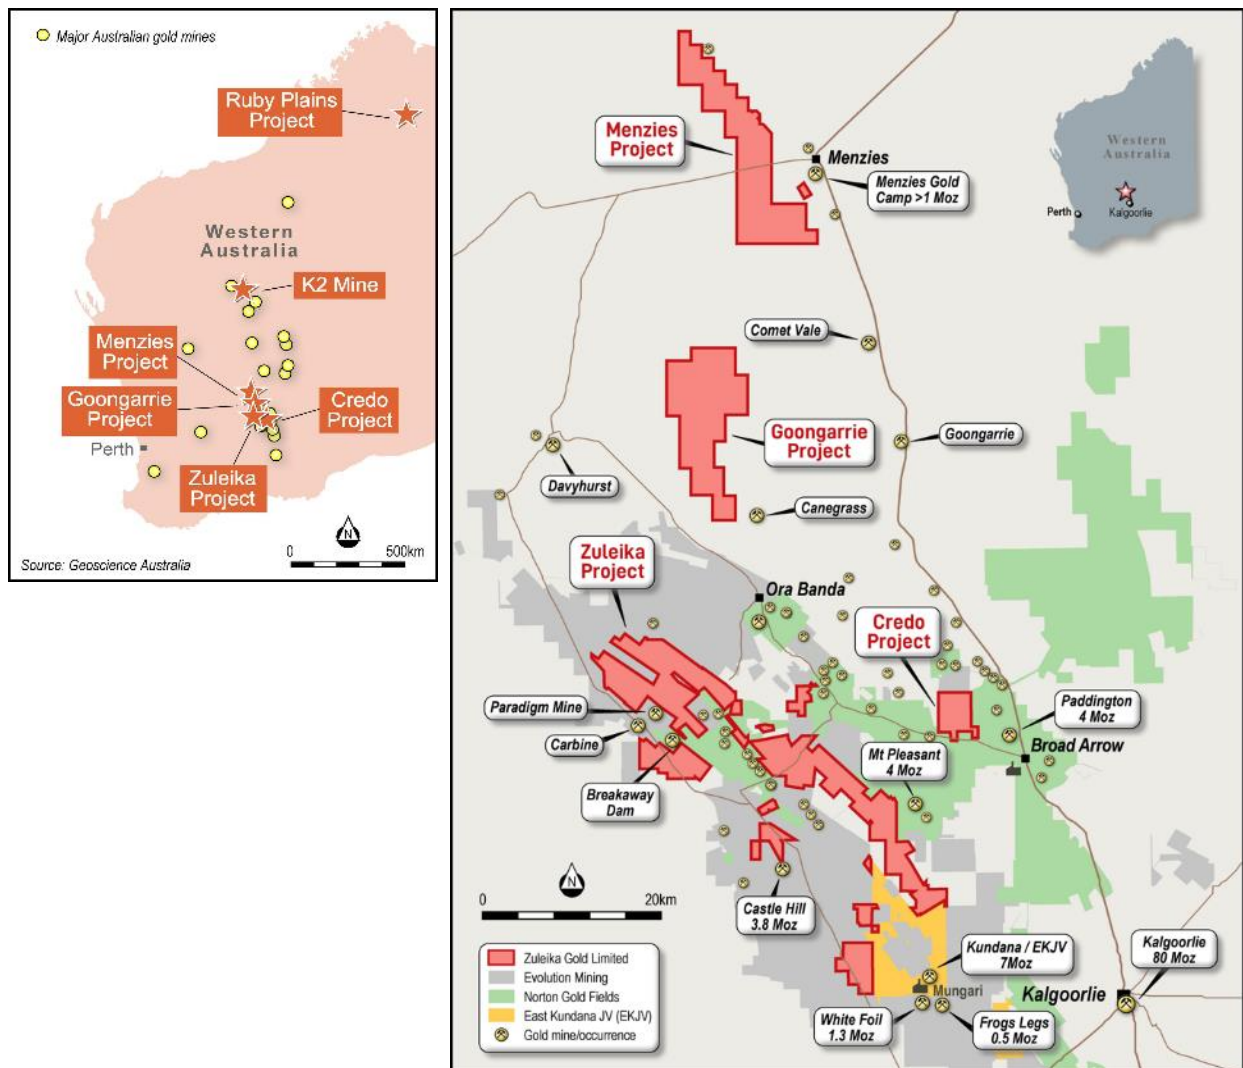 Major Australian gold mines
Ruby Plains
Project
Western
Australia
K2 Mine
Menzies
Project
Goongarrie
Project
Credo
Project
Perth
Zuleika
Project
N
0
500km
Source: Geoscience Australia
Menzies
Project
Menzies
Menzies Gold
Camp >1 Moz
Western
Australia
Perth
Kalgoorlie
Comet Vale
Goongarrie
Project
Goongarrie
Davyhurst
Canegrass
Zuleika
Project
Ora Banda
Credo
Project
Paradigm Mine
Carbine
Paddington
4 Moz
Mt Pleasant
4 Moz
Broad Arrow
Breakaway
Dam
N
0
20km
Castle Hill
3.8 Moz
Kundana / EKJV
7Moz
Kalgoorlie
80 Moz
Mungari
Kalgoorlie
White Foil
1.3 Moz
Frogs Legs
0.5 Moz
Zuleika Gold Limited
Evolution Mining
Norton Gold Fields
East Kundana JV (EKJV)
Gold mine/occurrence